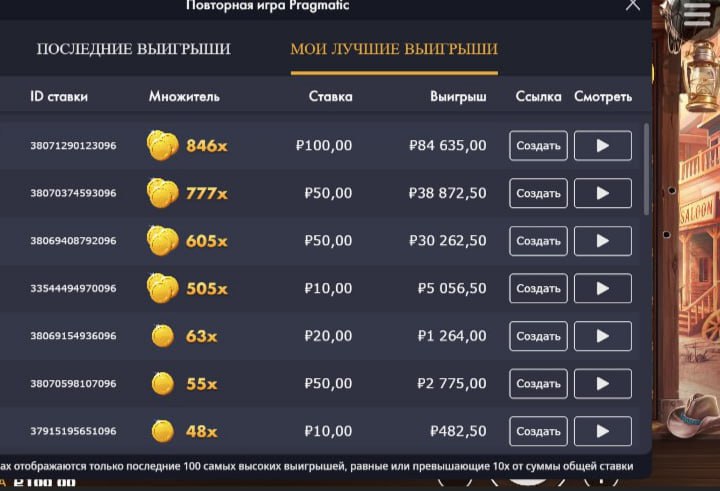 Повторная игра Pragmatic
ПОСЛЕДНИЕ ВЫИГРЫШИ МОИ ЛУЧШИЕ ВЫИГРЫШИ
ID ставки Множитель Ставка Выигрыш Ссылка Смотреть
38071290123096 846x ₽100,00 ₽84 635,00 Создать
38070374593096 777x ₽50,00 ₽38 872,50 Создать
38069408792096 605x ₽50,00 ₽30 262,50 Создать
33544494970096 505x ₽10,00 ₽5 056,50 Создать
38069154936096 63x ₽20,00 ₽1 264,00 Создать
38070598107096 55x ₽50,00 ₽2 775,00 Создать
37915195651096 48x ₽10,00 ₽482,50 Создать
отображаются только последние 100 самых высоких выигрышей, равные или превышающие 10x от суммы общей ставки
₽100,00
SALOON